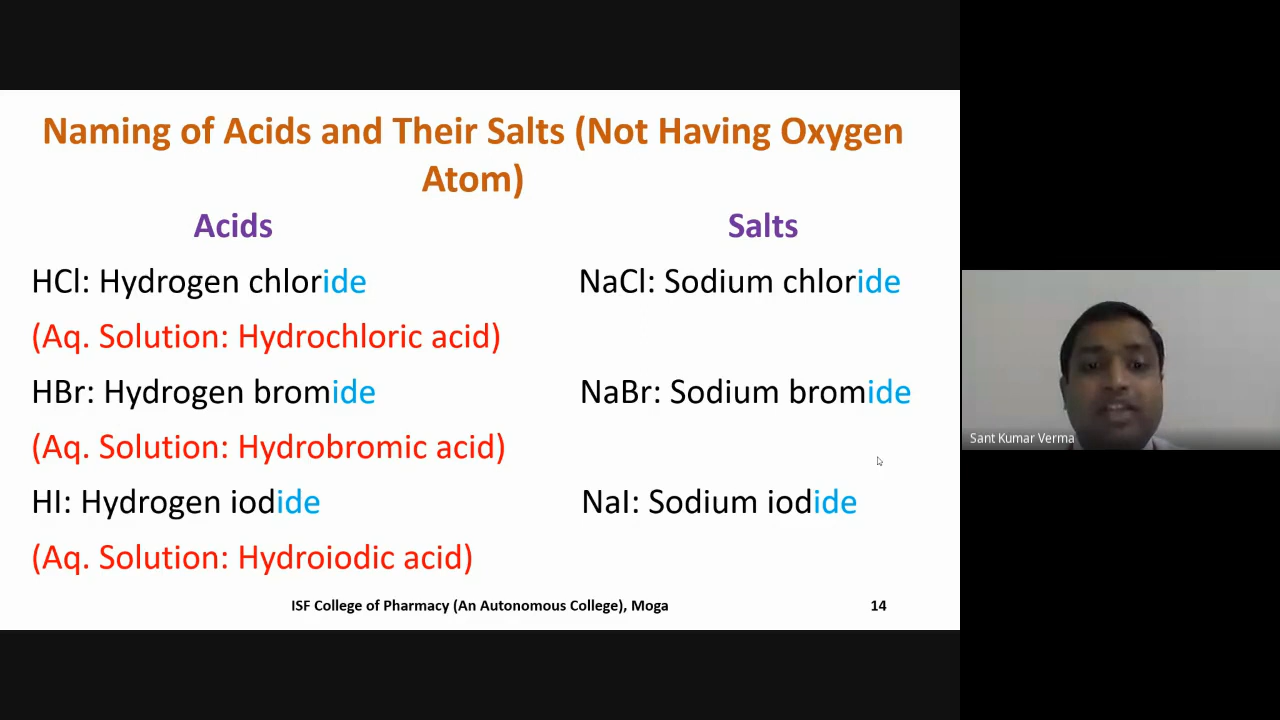 Naming of Acids and Their Salts (Not Having Oxygen
Atom)
Acids
Salts
HCl: Hydrogen chloride
NaCl: Sodium chloride
(Aq. Solution: Hydrochloric acid)
HBr: Hydrogen bromide
NaBr: Sodium bromide
(Aq. Solution: Hydrobromic acid)
HI: Hydrogen iodide
NaI: Sodium iodide
(Aq. Solution: Hydroiodic acid)
ISF College of Pharmacy (An Autonomous College), Moga
14
Sant Kumar Verma